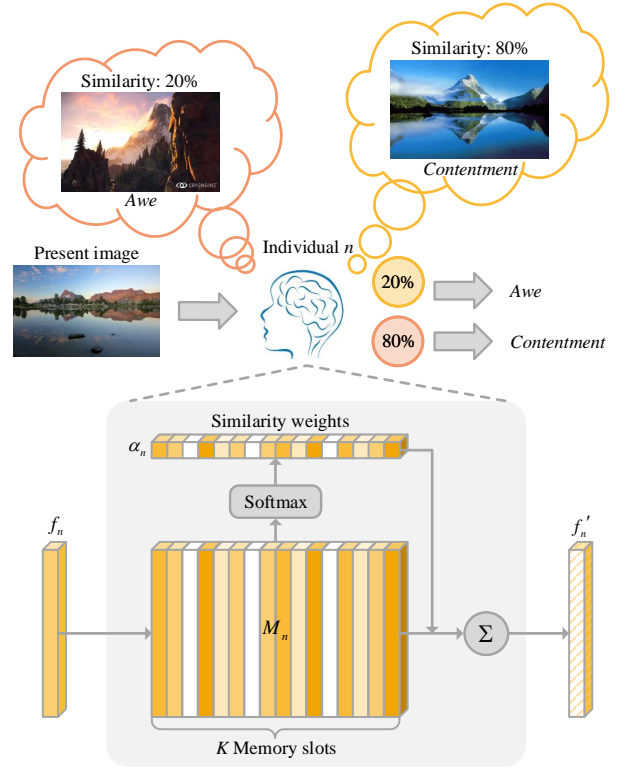 Similarity: 20%
CRYENGINE
Awe
Similarity: 80%
Contentment
Present image
Individual n
20%
Awe
80%
Contentment
Similarity weights
αₙ
Softmax
fₙ
Mₙ
Σ
fₙ′
K Memory slots